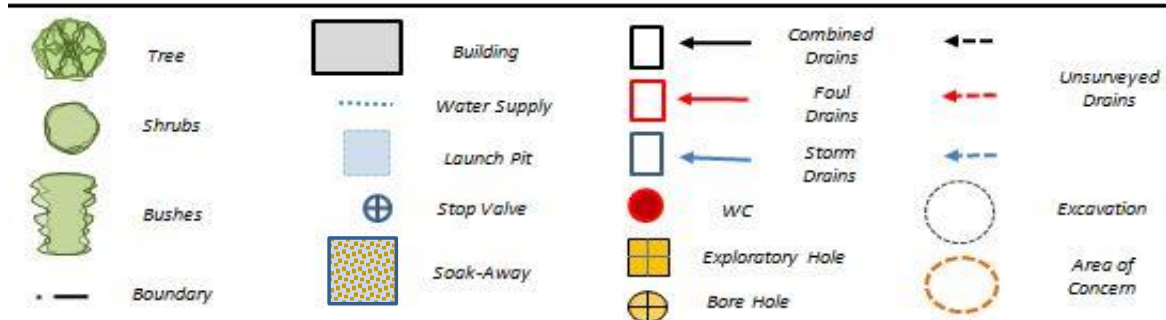 Tree
Shrubs
Bushes
Boundary
Building
Water Supply
Launch Pit
Stop Valve
Soak-Away
Combined
Drains
Foul
Drains
Storm
Drains
WC
Exploratory Hole
Bore Hole
Unsurveyed
Drains
Excavation
Area of
Concern